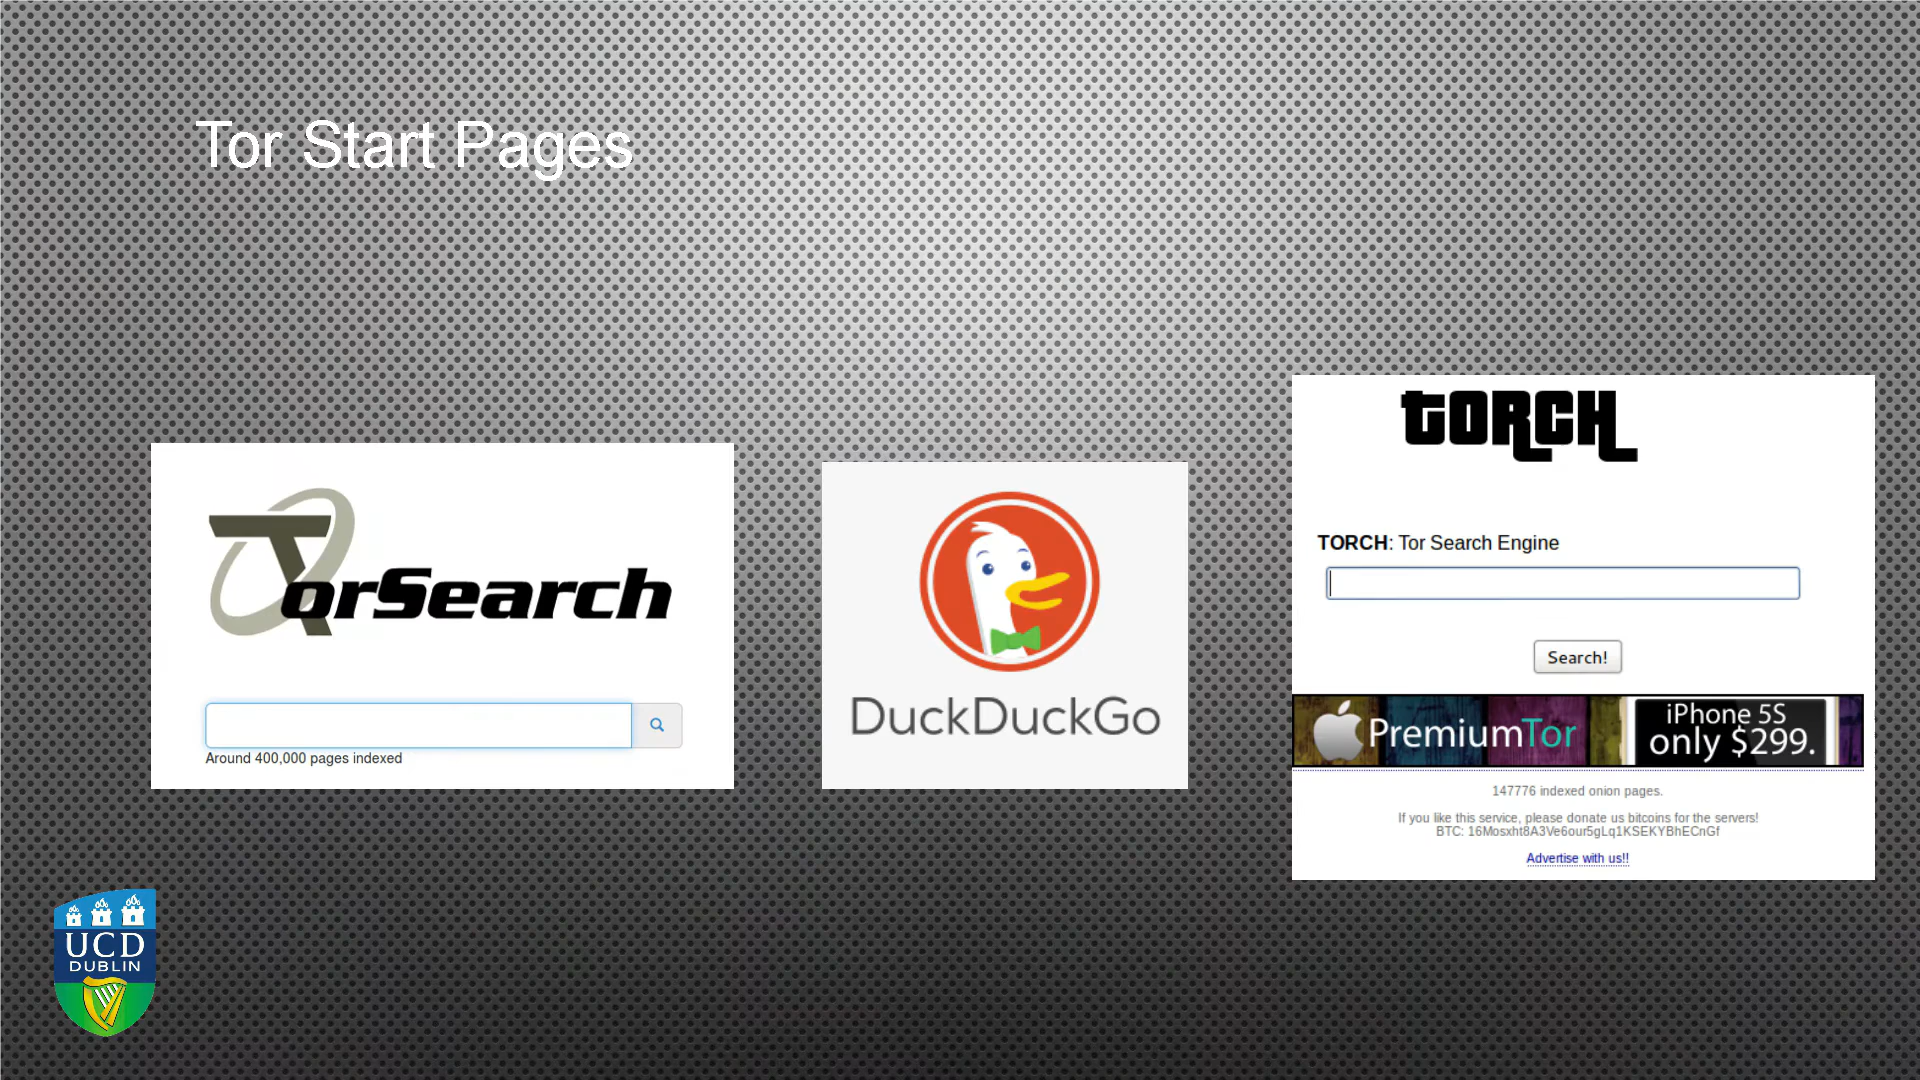 Tor Start Pages
TorSearch
Around 400,000 pages indexed
DuckDuckGo
TORCH
TORCH: Tor Search Engine
Search!
PremiumTor
iPhone 5S
only $299.
147776 indexed onion pages.
If you like this service, please donate us bitcoins for the servers!
BTC: 16Mosxht8A3Ve6our5gLq1KSEKYBhECnGf
Advertise with us!!
UCD
DUBLIN